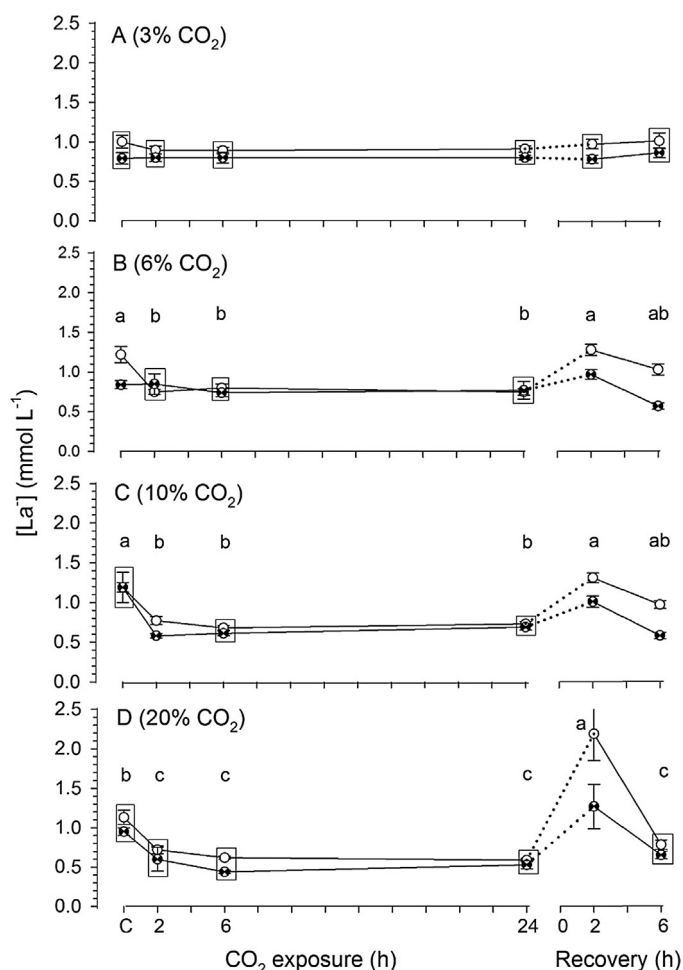 A (3% CO2)
2.5
2.0
1.5
1.0
0.5
0.0
B (6% CO2)
2.5
2.0
1.5
1.0
0.5
0.0
a b b b a ab
C (10% CO2)
2.5
2.0
1.5
1.0
0.5
0.0
a b b b a ab
D (20% CO2)
2.5
2.0
1.5
1.0
0.5
0.0
b c c c a c
C 2 6 24 0 2 6
CO2 exposure (h) Recovery (h)
[La-] (mmol L-1)